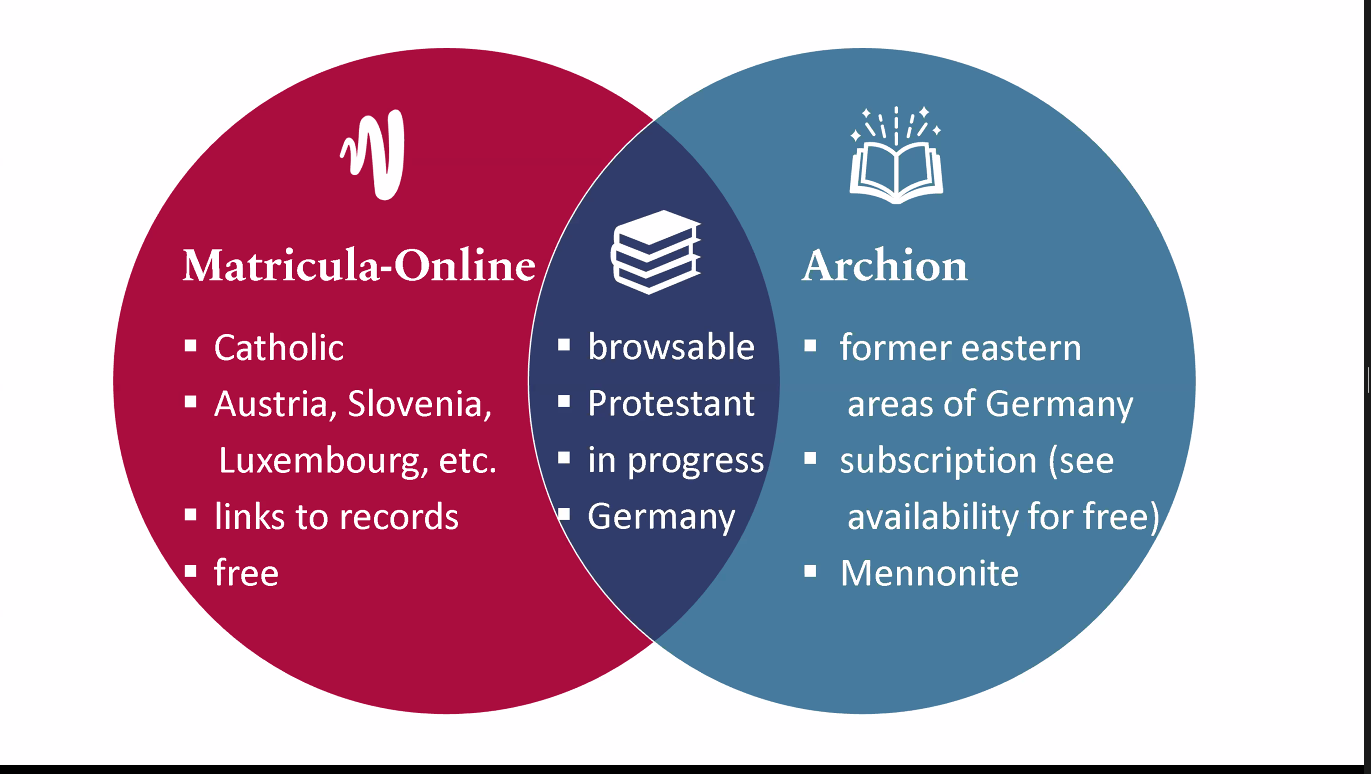 Matricula-Online
▪ Catholic
▪ Austria, Slovenia,
Luxembourg, etc.
▪ links to records
▪ free
▪ browsable
▪ Protestant
▪ in progress
▪ Germany
Archion
▪ former eastern
areas of Germany
▪ subscription (see
availability for free)
▪ Mennonite